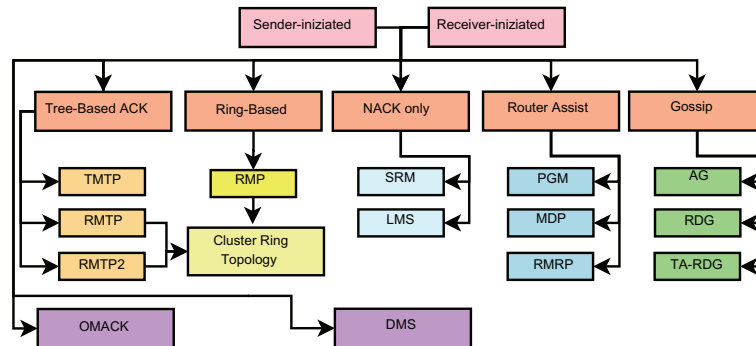 Sender-iniziated
Receiver-iniziated
Tree-Based ACK
Ring-Based
NACK only
Router Assist
Gossip
TMTP
RMP
SRM
PGM
AG
RMTP
LMS
MDP
RDG
Cluster Ring
Topology
RMTP2
RMRP
TA-RDG
OMACK
DMS